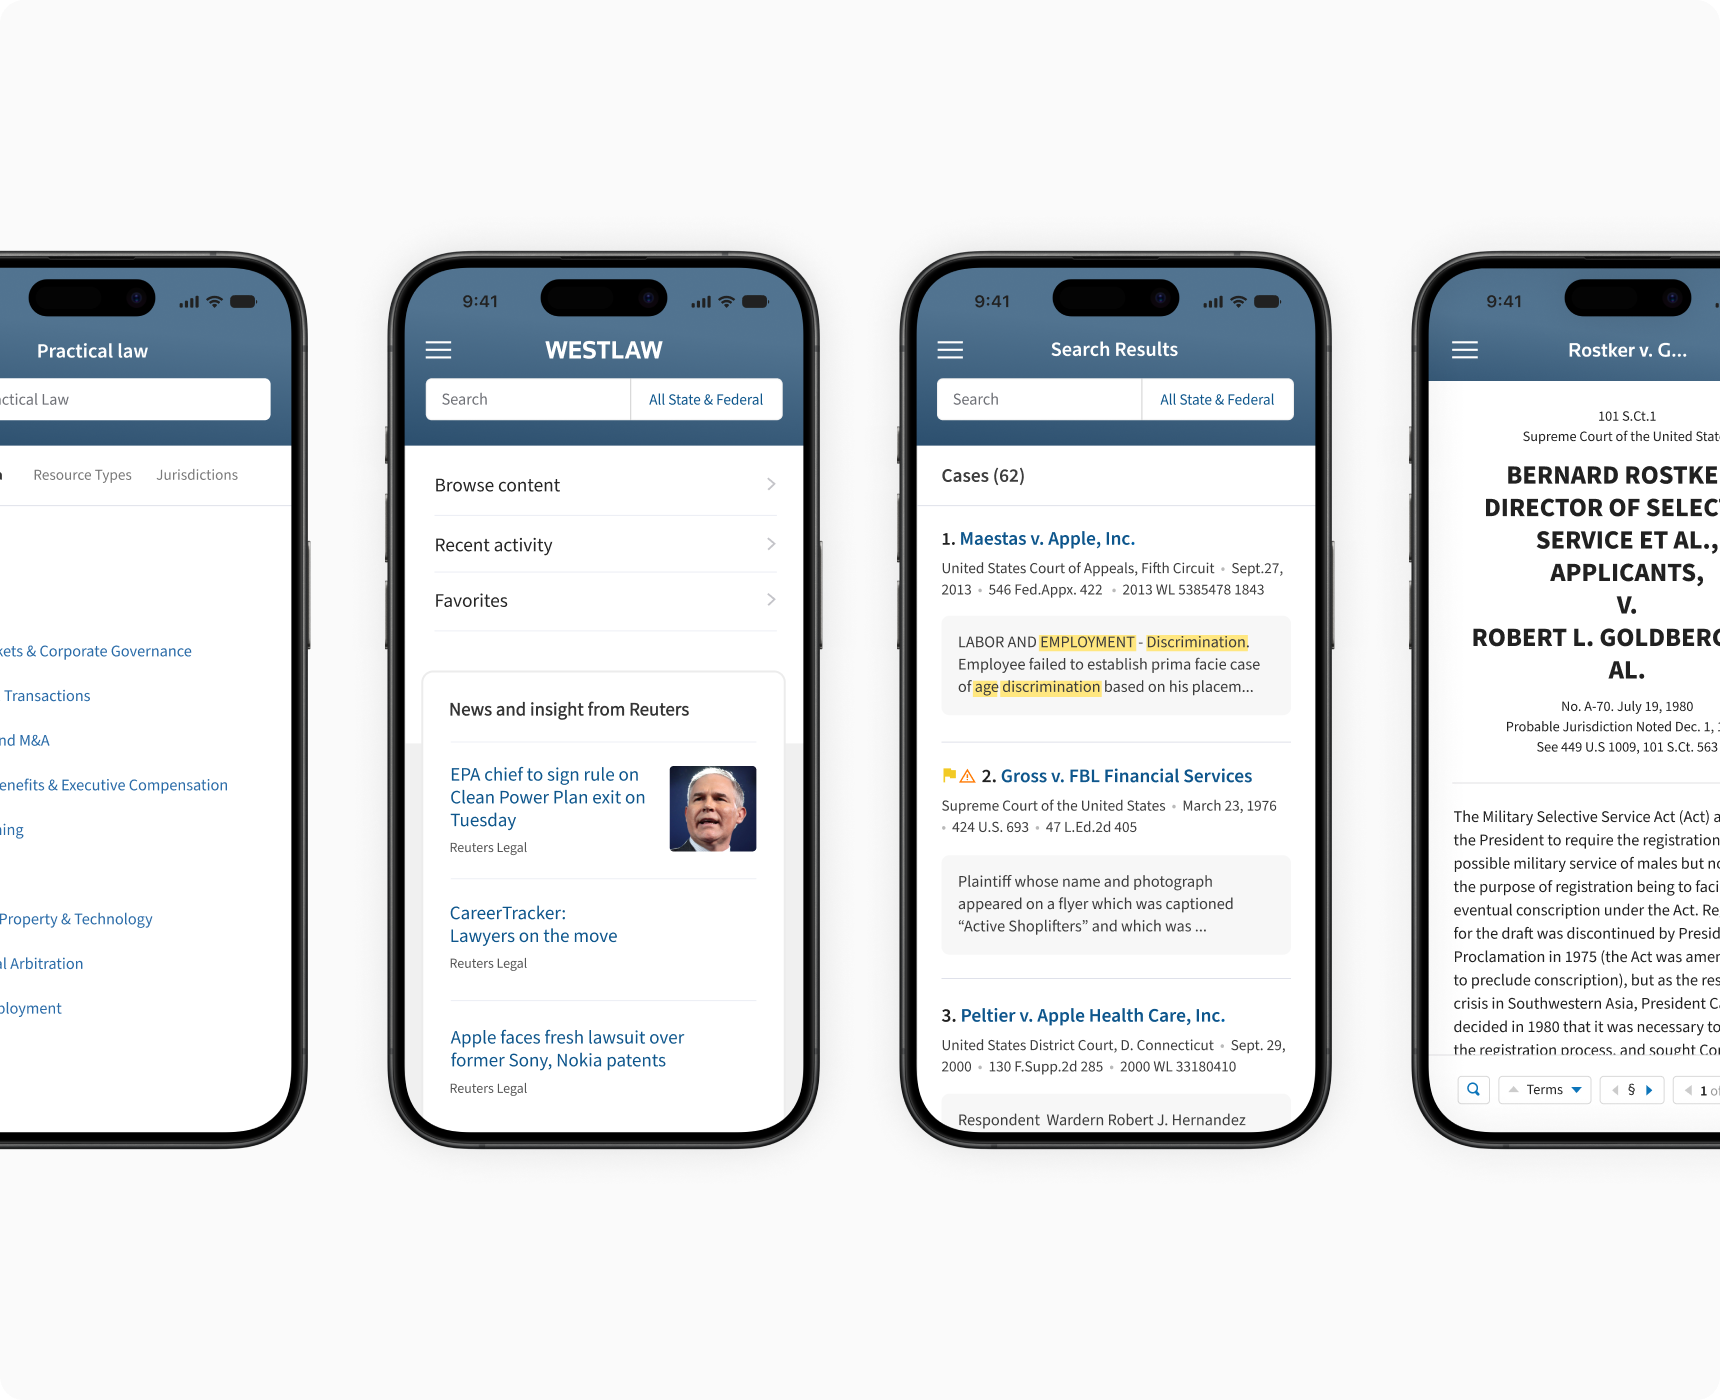 Practical law
ctical Law
Resource Types
Jurisdictions
kets & Corporate Governance
Transactions
nd M&A
enefits & Executive Compensation
ning
Property & Technology
al Arbitration
ployment
9:41
WESTLAW
Search
All State & Federal
Browse content
Recent activity
Favorites
News and insight from Reuters
EPA chief to sign rule on
Clean Power Plan exit on
Tuesday
Reuters Legal
CareerTracker:
Lawyers on the move
Reuters Legal
Apple faces fresh lawsuit over
former Sony, Nokia patents
Reuters Legal
9:41
Search Results
Search
All State & Federal
Cases (62)
1. Maestas v. Apple, Inc.
United States Court of Appeals, Fifth Circuit • Sept.27,
2013 • 546 Fed.Appx. 422 • 2013 WL 5385478 1843
LABOR AND EMPLOYMENT - Discrimination.
Employee failed to establish prima facie case
of age discrimination based on his placem...
2. Gross v. FBL Financial Services
Supreme Court of the United States • March 23, 1976
• 424 U.S. 693 • 47 L.Ed.2d 405
Plaintiff whose name and photograph
appeared on a flyer which was captioned
“Active Shoplifters” and which was ...
3. Peltier v. Apple Health Care, Inc.
United States District Court, D. Connecticut • Sept. 29,
2000 • 130 F.Supp.2d 285 • 2000 WL 33180410
Respondent Wardern Robert J. Hernandez
9:41
Rostker v. G...
101 S.Ct.1
Supreme Court of the United Stat
BERNARD ROSTKE
DIRECTOR OF SELEC
SERVICE ET AL.,
APPLICANTS,
V.
ROBERT L. GOLDBERG
AL.
No. A-70. July 19, 1980
Probable Jurisdiction Noted Dec. 1,
See 449 U.S 1009, 101 S.Ct. 563
The Military Selective Service Act (Act) a
the President to require the registration
possible military service of males but no
the purpose of registration being to faci
eventual conscription under the Act. Re
for the draft was discontinued by Presid
Proclamation in 1975 (the Act was amen
to preclude conscription), but as the res
crisis in Southwestern Asia, President C
decided in 1980 that it was necessary to
the registration process, and sought Con
Terms
§
1 of